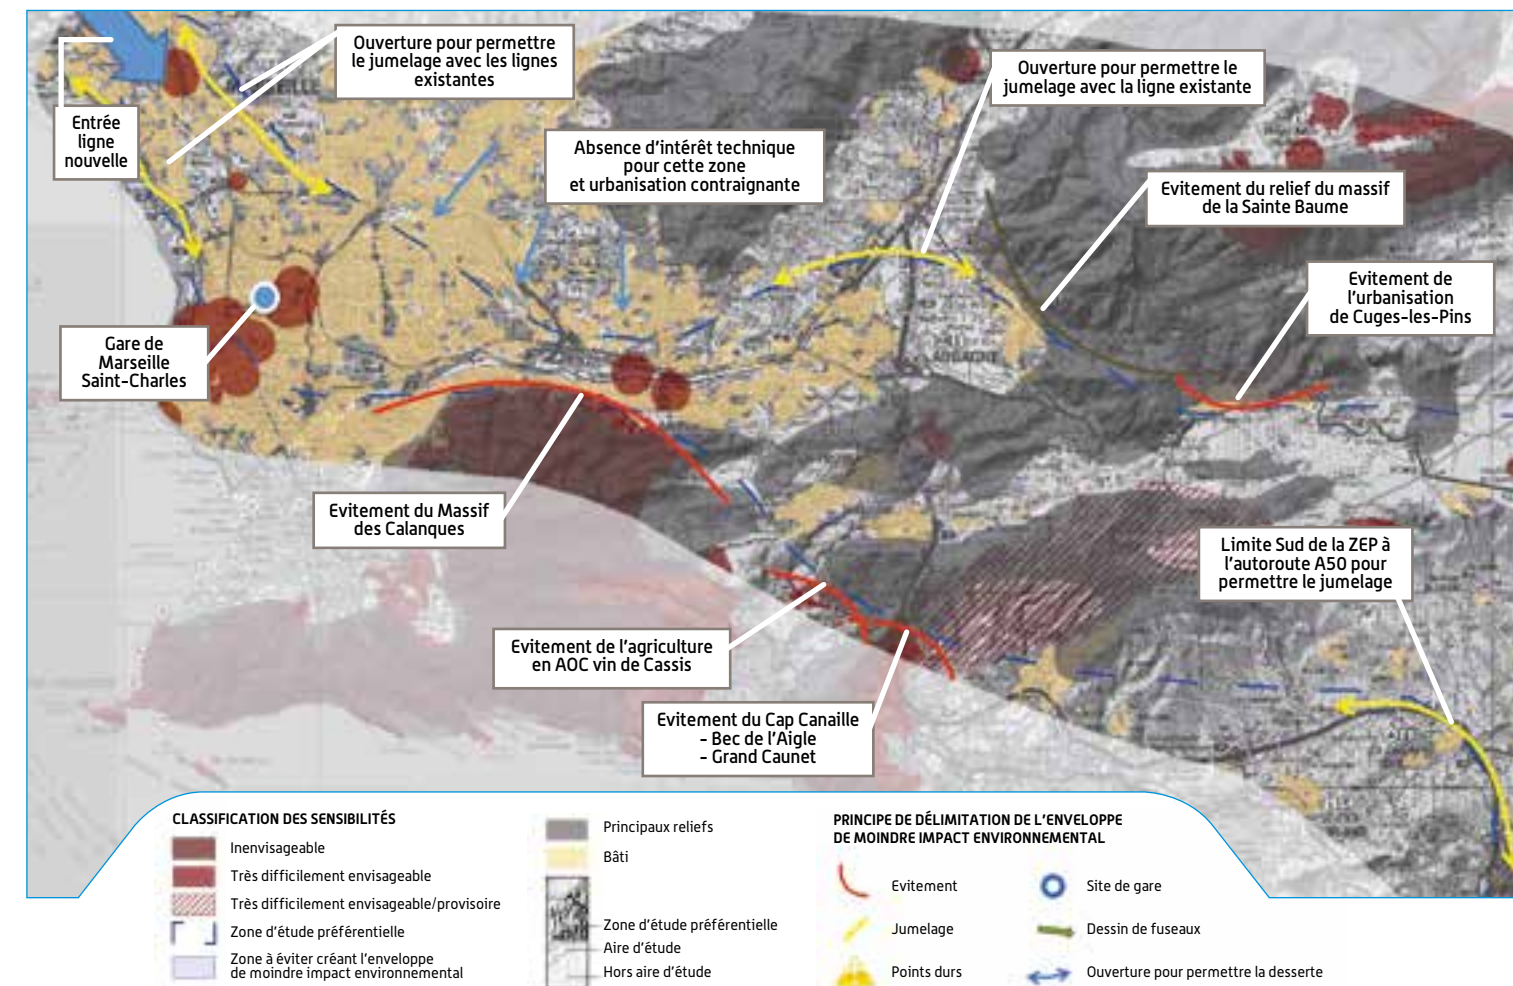 Ouverture pour permettre
le jumelage avec les lignes
existantes
Ouverture pour permettre le
jumelage avec la ligne existante
Entrée
ligne
nouvelle
Absence d'intérêt technique
pour cette zone
et urbanisation contraignante
Evitement du relief du massif
de la Sainte Baume
Evitement de
l'urbanisation
de Cuges-les-Pins
Gare de
Marseille
Saint-Charles
AUBAGNE
Evitement du Massif
des Calanques
Limite Sud de la ZEP à
l'autoroute A50 pour
permettre le jumelage
Evitement de l'agriculture
en AOC vin de Cassis
Evitement du Cap Canaille
- Bec de l'Aigle
- Grand Caunet
CLASSIFICATION DES SENSIBILITÉS
Inenvisageable
Très difficilement envisageable
Très difficilement envisageable/provisoire
Zone d'étude préférentielle
Zone à éviter créant l'enveloppe
de moindre impact environnemental
Principaux reliefs
Bâti
Zone d'étude préférentielle
Aire d'étude
Hors aire d'étude
PRINCIPE DE DÉLIMITATION DE L'ENVELOPPE
DE MOINDRE IMPACT ENVIRONNEMENTAL
Evitement
Jumelage
Points durs
Site de gare
Dessin de fuseaux
Ouverture pour permettre la desserte